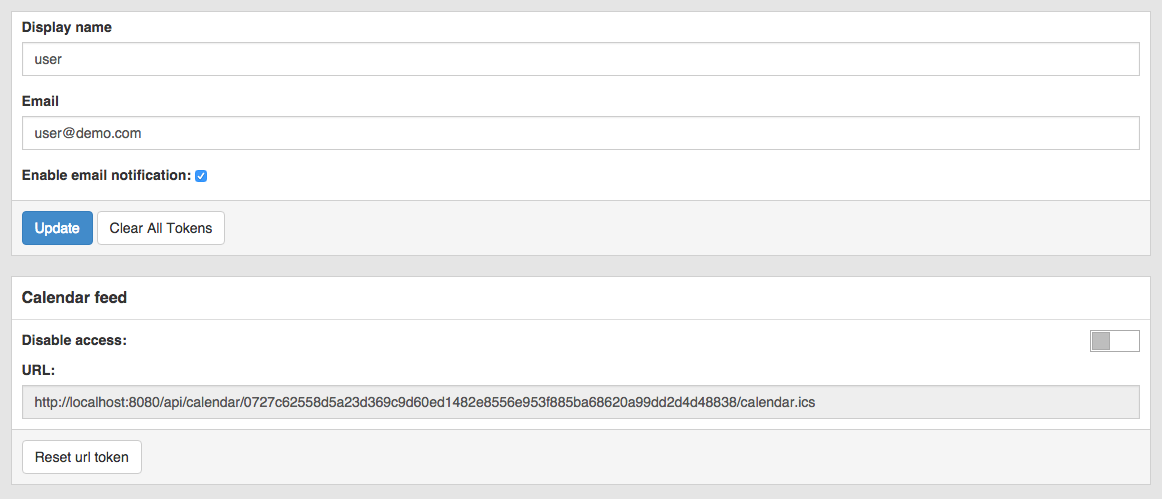 Display name
user
Email
user@demo.com
Enable email notification:
Update Clear All Tokens
Calendar feed
Disable access:
URL:
http://localhost:8080/api/calendar/0727c62558d5a23d369c9d60ed1482e8556e953f885ba68620a99dd2d4d48838/calendar.ics
Reset url token